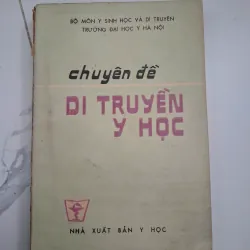 BỘ MÔN Y SINH HỌC VÀ DI TRUYỀN
TRƯỜNG ĐẠI HỌC Y HÀ NỘI
chuyên đề
DI TRUYỀN
Y HỌC
NHÀ XUẤT BẢN Y HỌC